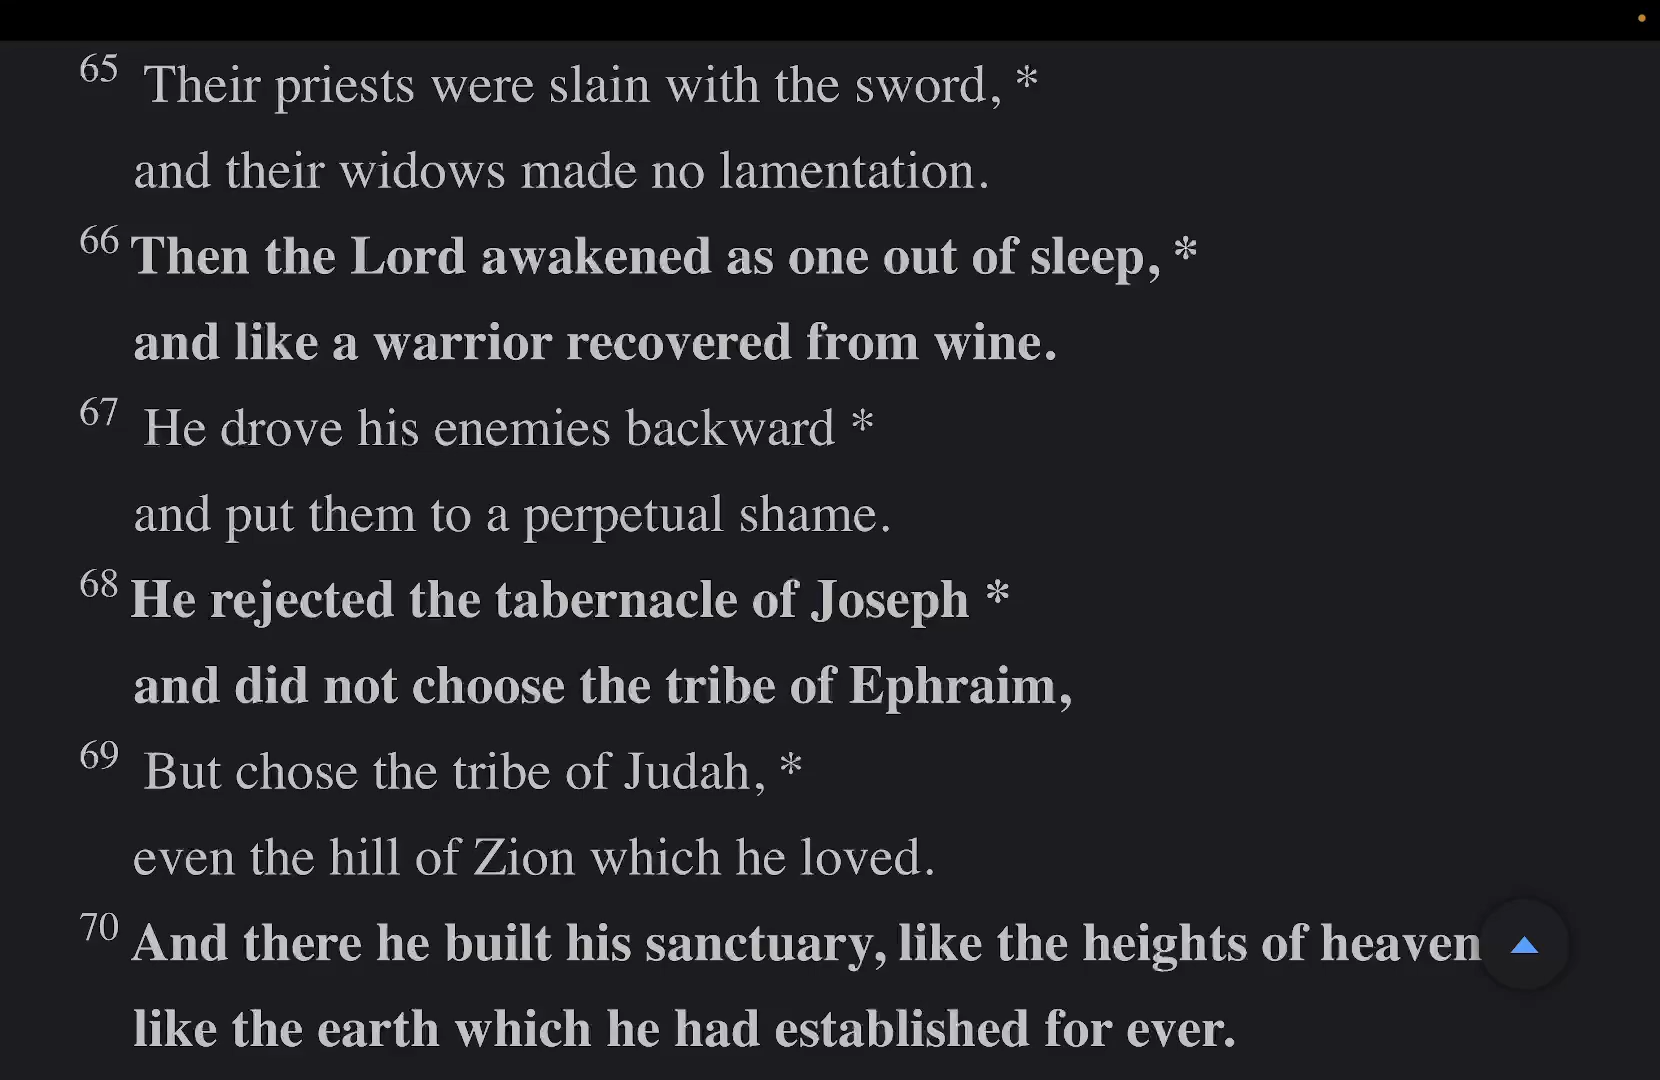 65 Their priests were slain with the sword, *
and their widows made no lamentation.
66 Then the Lord awakened as one out of sleep, *
and like a warrior recovered from wine.
67 He drove his enemies backward *
and put them to a perpetual shame.
68 He rejected the tabernacle of Joseph *
and did not choose the tribe of Ephraim,
69 But chose the tribe of Judah, *
even the hill of Zion which he loved.
70 And there he built his sanctuary, like the heights of heaven
like the earth which he had established for ever.